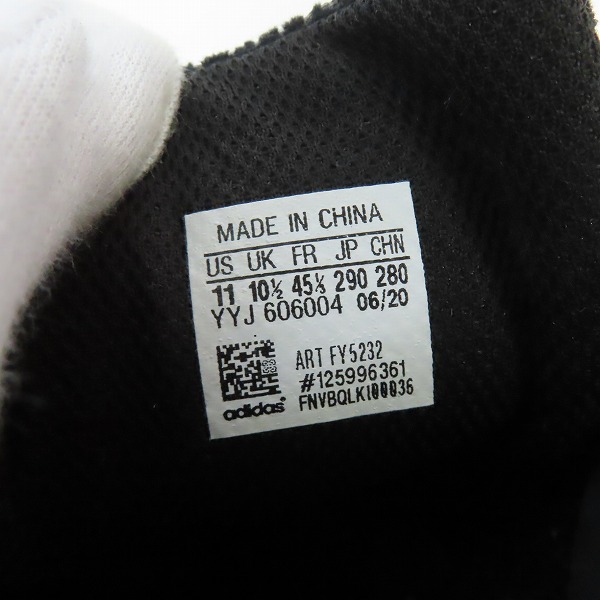 MADE IN CHINA
US UK FR JP CHN
11 10½ 45⅓ 290 280
YYJ 606004 06/20
ART FY5232
#125996361
adidas FNVBQLKI00036